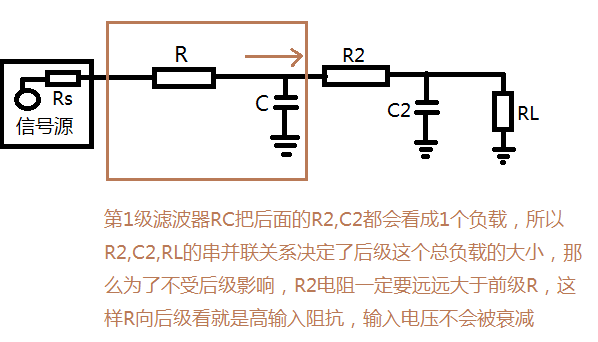 R
R2
Rs
C
C2
RL
信号源
第1级滤波器RC把后面的R2,C2都会看成1个负载，所以
R2,C2,RL的串并联关系决定了后级这个总负载的大小，那
么为了不受后级影响，R2电阻一定要远远大于前级R，这
样R向后级看就是高输入阻抗，输入电压不会被衰减